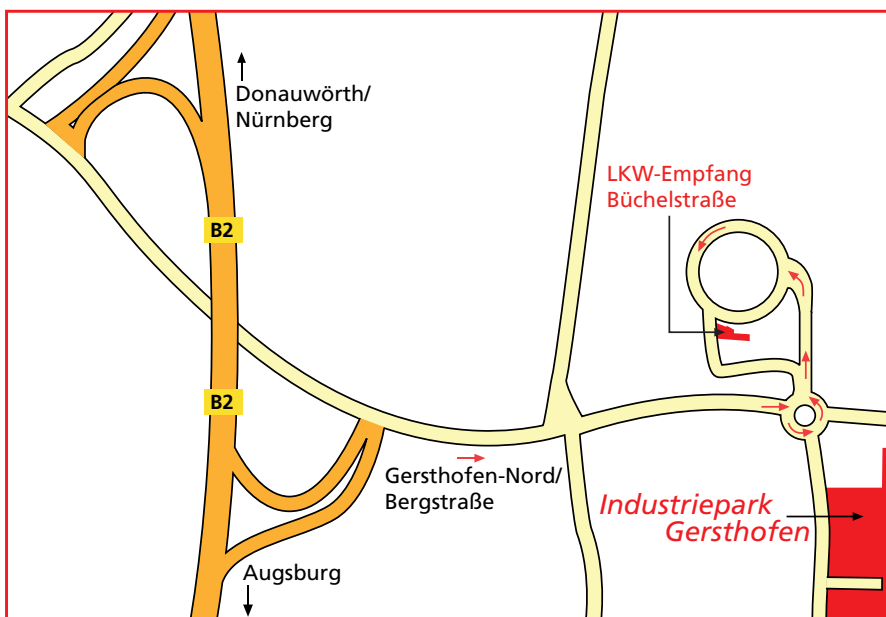 Donauwörth/
Nürnberg
LKW-Empfang
Büchelstraße
B2
B2
Gersthofen-Nord/
Bergstraße
Industriepark
Gersthofen
Augsburg